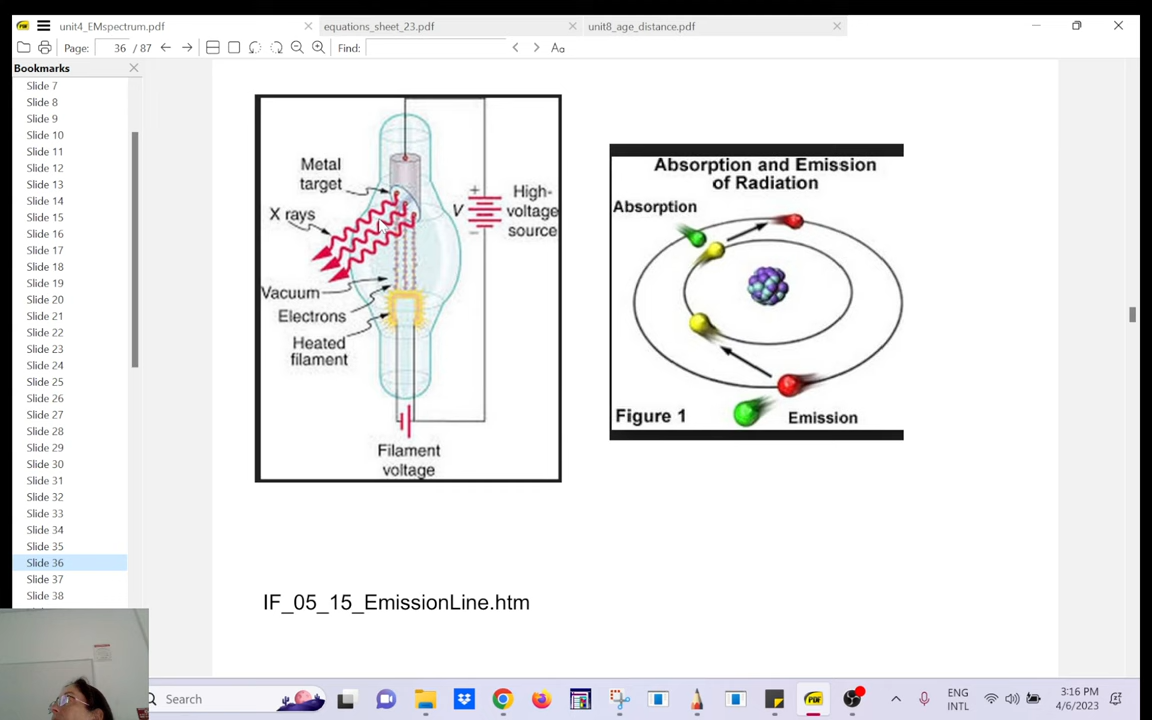 unit4_EMspectrum.pdf
equations_sheet_23.pdf
unit8_age_distance.pdf
Page: 36 / 87
Find:
Aa
Bookmarks
Slide 7
Slide 8
Slide 9
Slide 10
Slide 11
Slide 12
Slide 13
Slide 14
Slide 15
Slide 16
Slide 17
Slide 18
Slide 19
Slide 20
Slide 21
Slide 22
Slide 23
Slide 24
Slide 25
Slide 26
Slide 27
Slide 28
Slide 29
Slide 30
Slide 31
Slide 32
Slide 33
Slide 34
Slide 35
Slide 36
Slide 37
Slide 38
Metal
target
X rays
+
V
−
High-
voltage
source
Vacuum
Electrons
Heated
filament
Filament
voltage
Absorption and Emission
of Radiation
Absorption
Figure 1
Emission
IF_05_15_EmissionLine.htm
Search
PDF
ENG
INTL
3:16 PM
4/6/2023